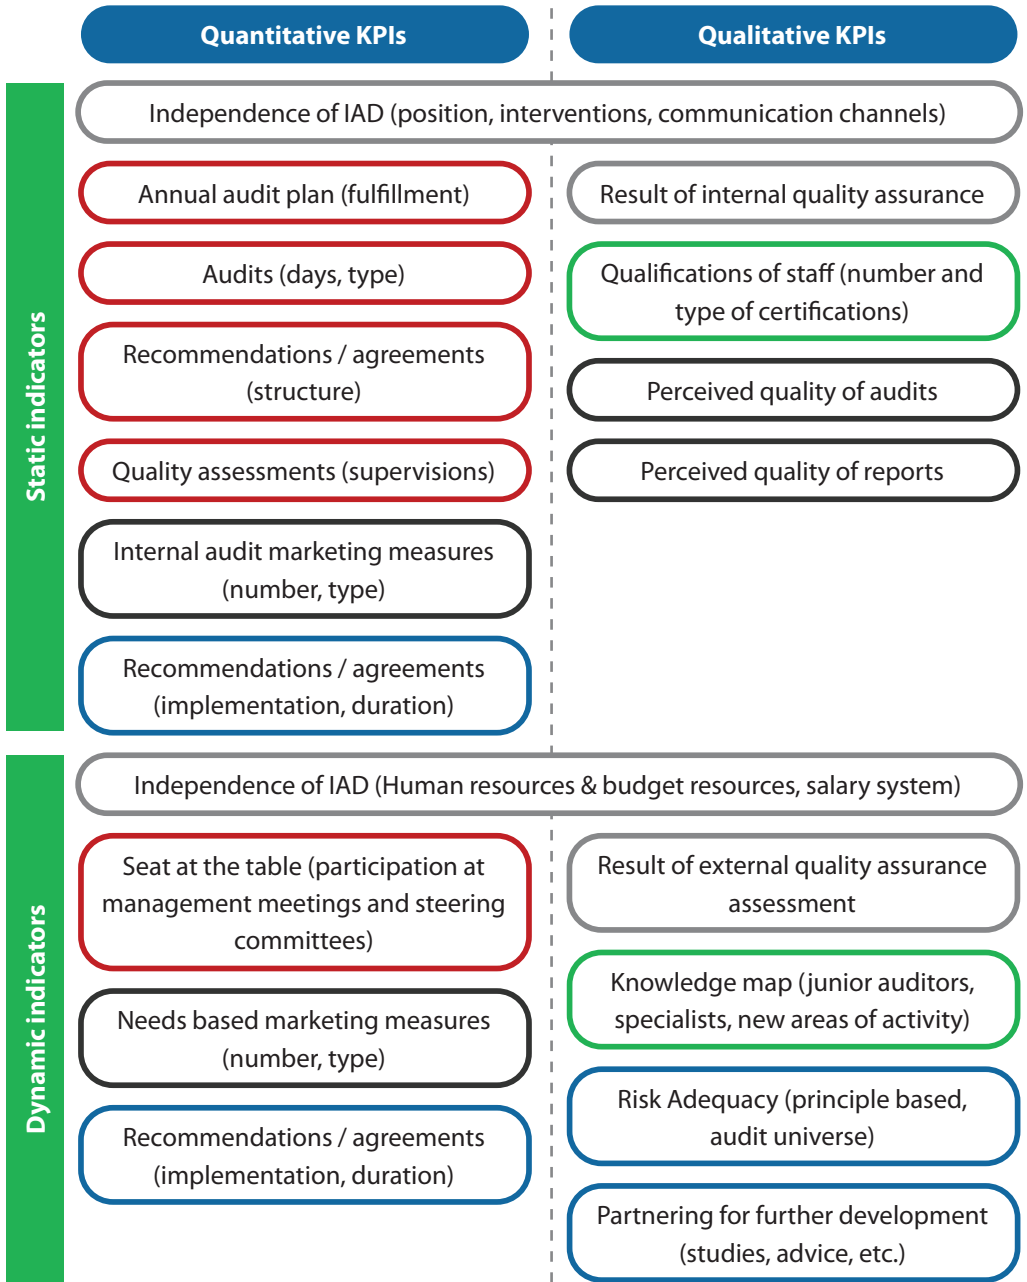 Quantitative KPIs
Qualitative KPIs
Static indicators
Independence of IAD (position, interventions, communication channels)
Annual audit plan (fulfillment)
Audits (days, type)
Recommendations / agreements
(structure)
Quality assessments (supervisions)
Internal audit marketing measures
(number, type)
Recommendations / agreements
(implementation, duration)
Result of internal quality assurance
Qualifications of staff (number and
type of certifications)
Perceived quality of audits
Perceived quality of reports
Dynamic indicators
Independence of IAD (Human resources & budget resources, salary system)
Seat at the table (participation at
management meetings and steering
committees)
Needs based marketing measures
(number, type)
Recommendations / agreements
(implementation, duration)
Result of external quality assurance
assessment
Knowledge map (junior auditors,
specialists, new areas of activity)
Risk Adequacy (principle based,
audit universe)
Partnering for further development
(studies, advice, etc.)